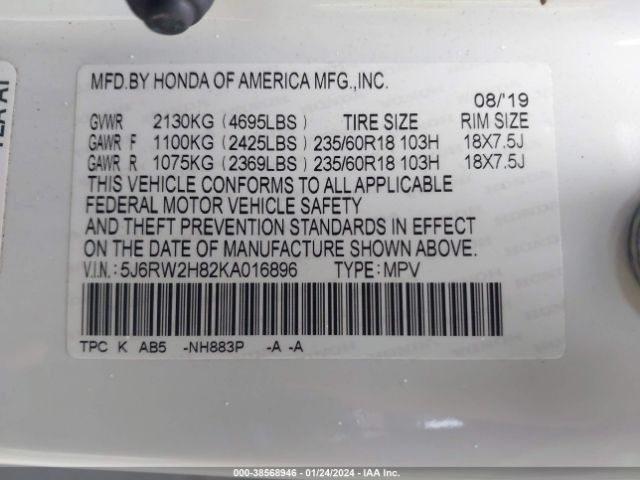 MFD.BY HONDA OF AMERICA MFG.,INC.
08/'19
GVWR 2130KG (4695LBS) TIRE SIZE RIM SIZE
GAWR F 1100KG (2425LBS) 235/60R18 103H 18X7.5J
GAWR R 1075KG (2369LBS) 235/60R18 103H 18X7.5J
THIS VEHICLE CONFORMS TO ALL APPLICABLE
FEDERAL MOTOR VEHICLE SAFETY
AND THEFT PREVENTION STANDARDS IN EFFECT
ON THE DATE OF MANUFACTURE SHOWN ABOVE.
V.I.N.: 5J6RW2H82KA016896 TYPE: MPV
TPC K AB5 -NH883P -A -A
000-38568946 - 01/24/2024 - IAA Inc.